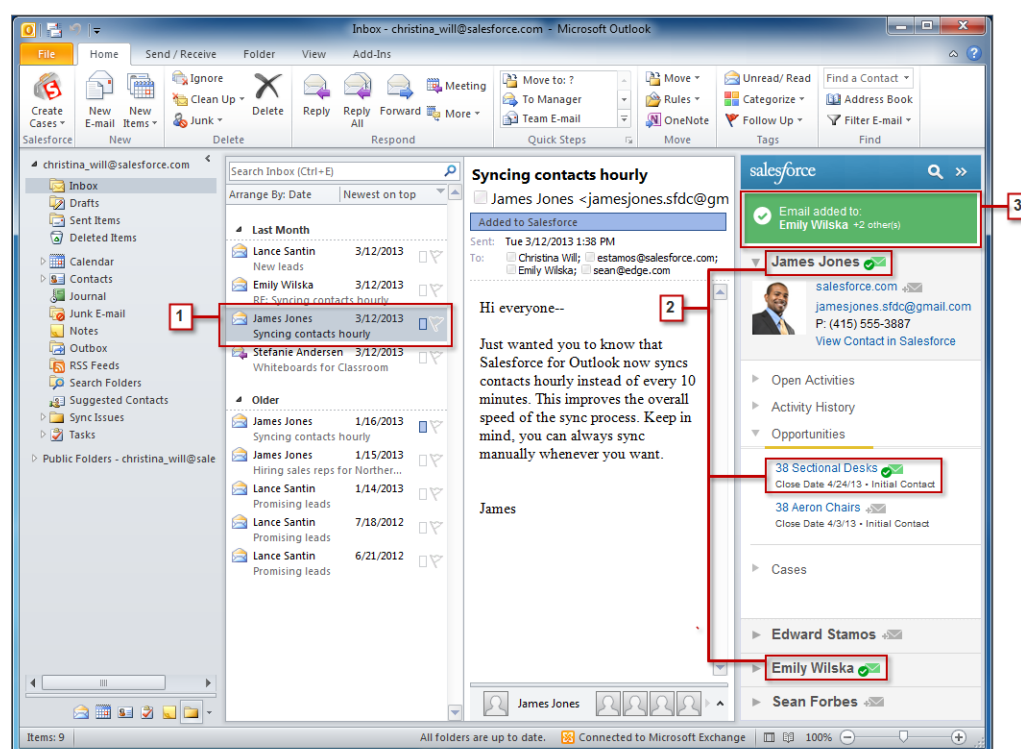 Inbox - christina_will@salesforce.com - Microsoft Outlook
File Home Send / Receive Folder View Add-Ins
Create Cases
Salesforce
New E-mail
New Items
New
Ignore
Clean Up
Junk
Delete
Delete
Reply
Reply All
Forward
Meeting
More
Respond
Move to: ?
To Manager
Team E-mail
Quick Steps
Move
Rules
OneNote
Move
Unread/ Read
Categorize
Follow Up
Tags
Find a Contact
Address Book
Filter E-mail
Find
christina_will@salesforce.com
Inbox
Drafts
Sent Items
Deleted Items
Calendar
Contacts
Journal
Junk E-mail
Notes
Outbox
RSS Feeds
Search Folders
Suggested Contacts
Sync Issues
Tasks
Public Folders - christina_will@sale
Search Inbox (Ctrl+E)
Arrange By: Date Newest on top
Last Month
Lance Santin 3/12/2013
New leads
Emily Wilska 3/12/2013
RE: Syncing contacts hourly
1
James Jones 3/12/2013
Syncing contacts hourly
Stefanie Andersen 3/12/2013
Whiteboards for Classroom
Older
James Jones 1/16/2013
Syncing contacts hourly
James Jones 1/15/2013
Hiring sales reps for Norther...
Lance Santin 1/14/2013
Promising leads
Lance Santin 7/18/2012
Promising leads
Lance Santin 6/21/2012
Promising leads
Syncing contacts hourly
James Jones <jamesjones.sfdc@gm
Added to Salesforce
Sent: Tue 3/12/2013 1:38 PM
To: Christina Will; estamos@salesforce.com;
Emily Wilska; sean@edge.com
Hi everyone--
2
Just wanted you to know that
Salesforce for Outlook now syncs
contacts hourly instead of every 10
minutes. This improves the overall
speed of the sync process. Keep in
mind, you can always sync
manually whenever you want.
James
James Jones
salesforce
Email added to:
Emily Wilska +2 other(s)
3
James Jones
salesforce.com
jamesjones.sfdc@gmail.com
P: (415) 555-3887
View Contact in Salesforce
Open Activities
Activity History
Opportunities
38 Sectional Desks
Close Date 4/24/13 • Initial Contact
38 Aeron Chairs
Close Date 4/3/13 • Initial Contact
Cases
Edward Stamos
Emily Wilska
Sean Forbes
Items: 9
All folders are up to date. Connected to Microsoft Exchange 100%